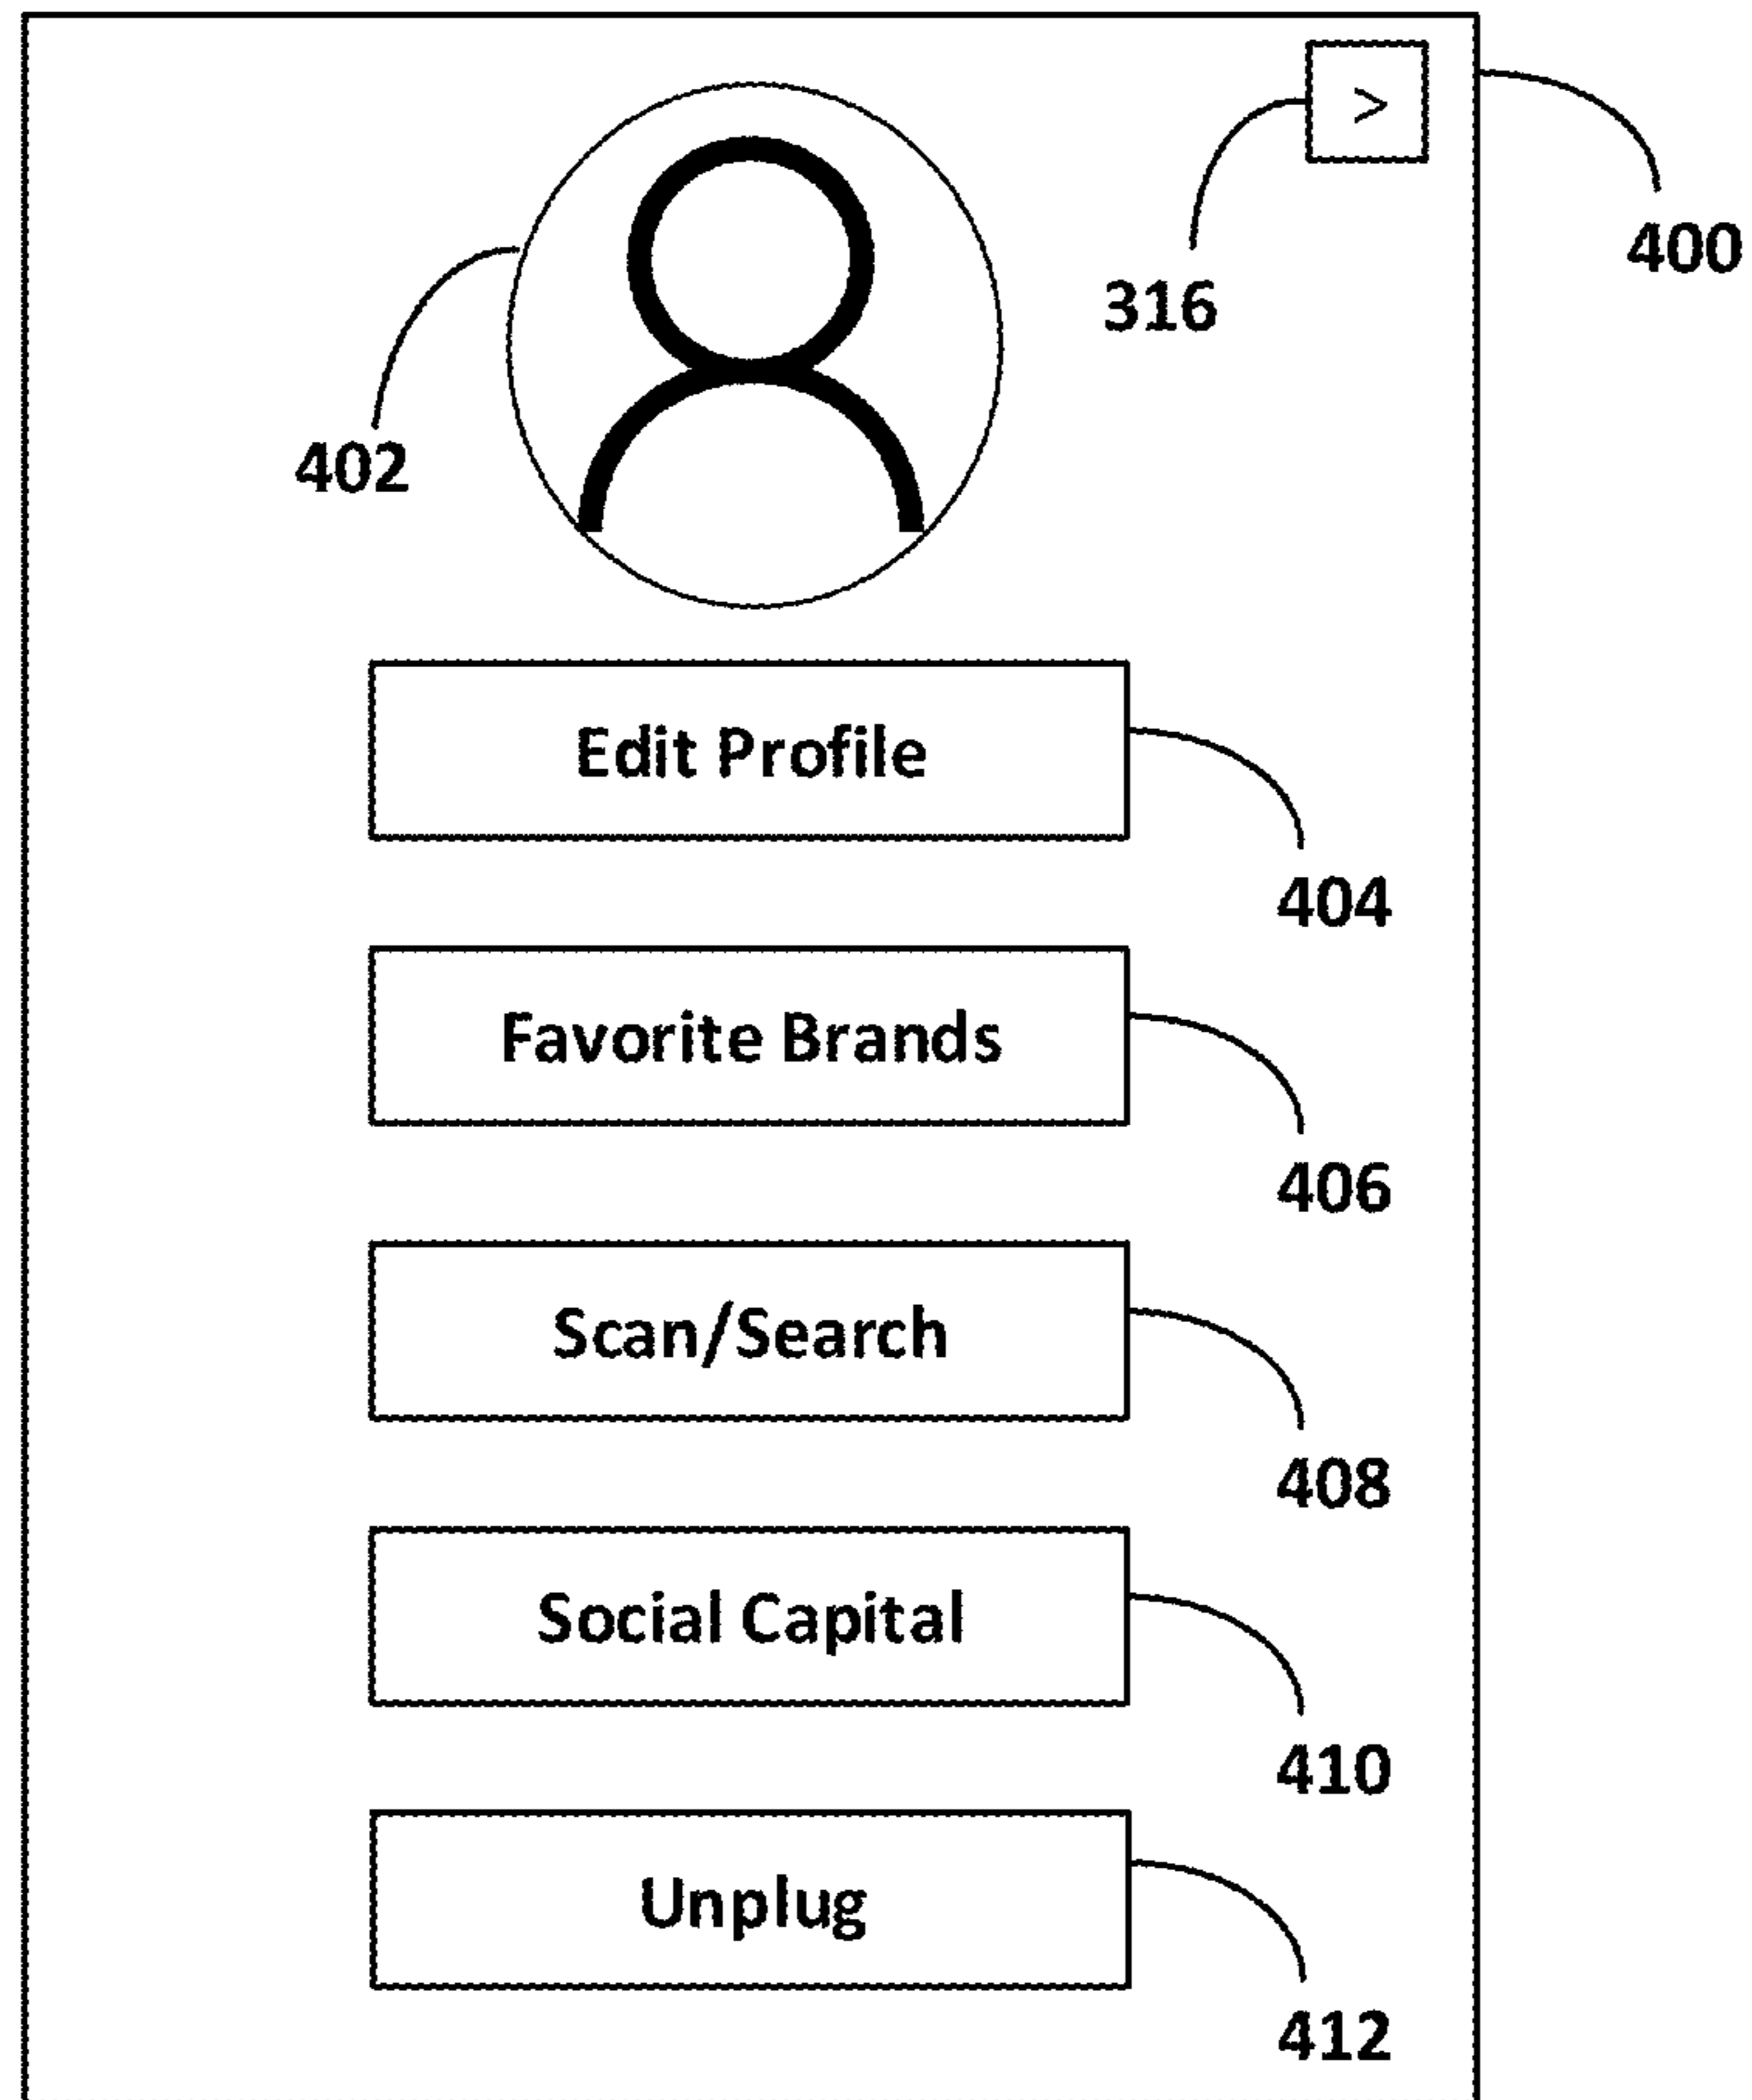 >
400
316
402
Edit Profile
404
Favorite Brands
406
Scan/Search
408
Social Capital
410
Unplug
412